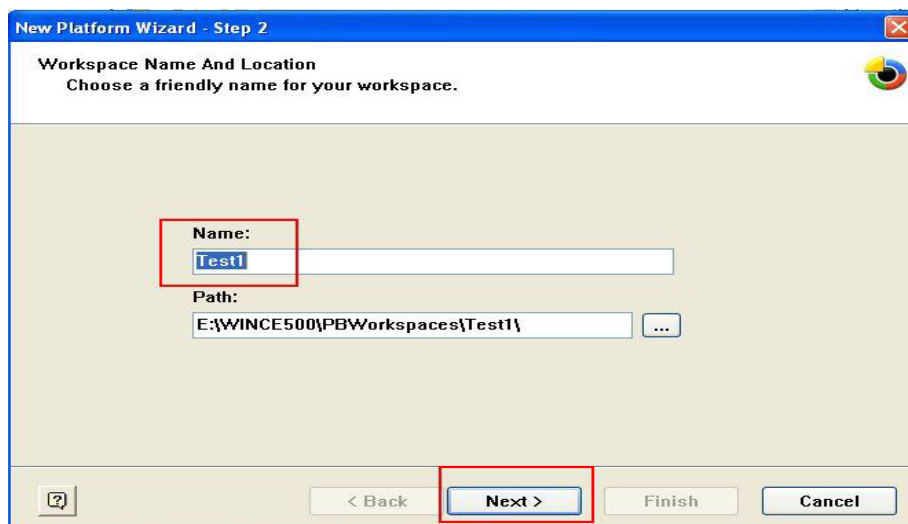 New Platform Wizard - Step 2
Workspace Name And Location
Choose a friendly name for your workspace.
Name:
Test1
Path:
E:\WINCE500\PBWorkspaces\Test1\
...
?
< Back
Next >
Finish
Cancel